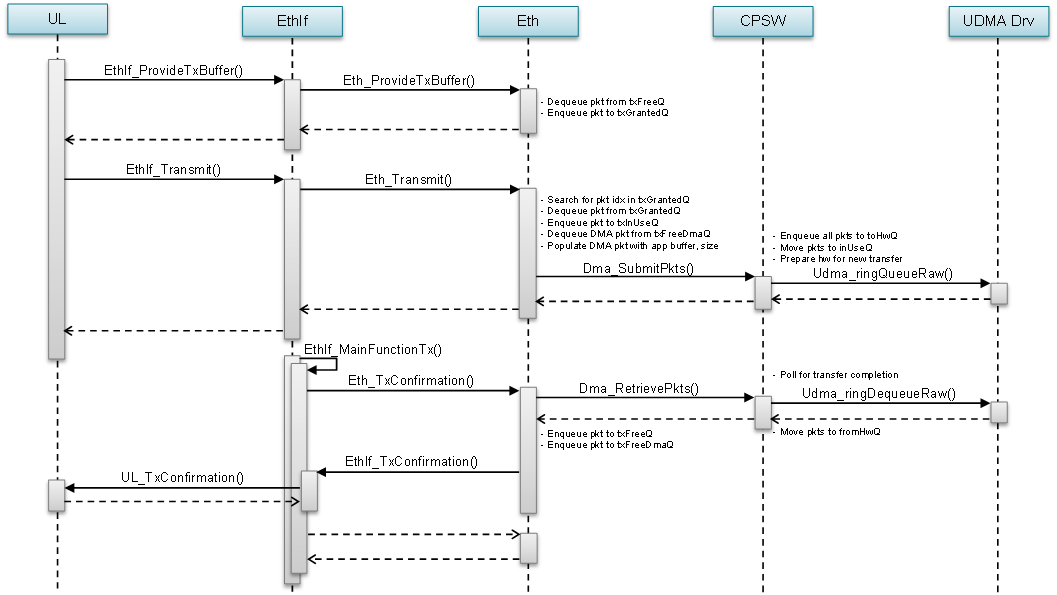 UL
EthIf
Eth
CPSW
UDMA Drv
EthIf_ProvideTxBuffer()
Eth_ProvideTxBuffer()
- Dequeue pkt from txFreeQ
- Enqueue pkt to txGrantedQ
EthIf_Transmit()
Eth_Transmit()
- Search for pkt idx in txGrantedQ
- Dequeue pkt from txGrantedQ
- Enqueue pkt to txInUseQ
- Dequeue DMA pkt from txFreeDmaQ
- Populate DMA pkt with app buffer, size
- Enqueue all pkts to toHwQ
- Move pkts to inUseQ
- Prepare hw for new transfer
Dma_SubmitPkts()
Udma_ringQueueRaw()
EthIf_MainFunctionTx()
Eth_TxConfirmation()
Dma_RetrievePkts()
- Poll for transfer completion
Udma_ringDequeueRaw()
- Move pkts to fromHwQ
- Enqueue pkt to txFreeQ
- Enqueue pkt to txFreeDmaQ
EthIf_TxConfirmation()
UL_TxConfirmation()